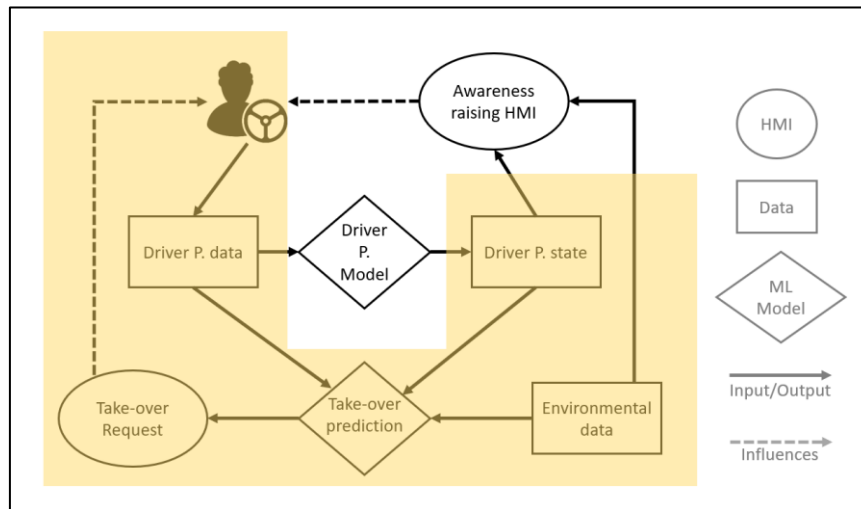 Awareness
raising HMI
HMI
Driver P. data
Driver
P.
Model
Driver P. state
Data
ML
Model
Take-over
Request
Take-over
prediction
Environmental
data
Input/Output
Influences